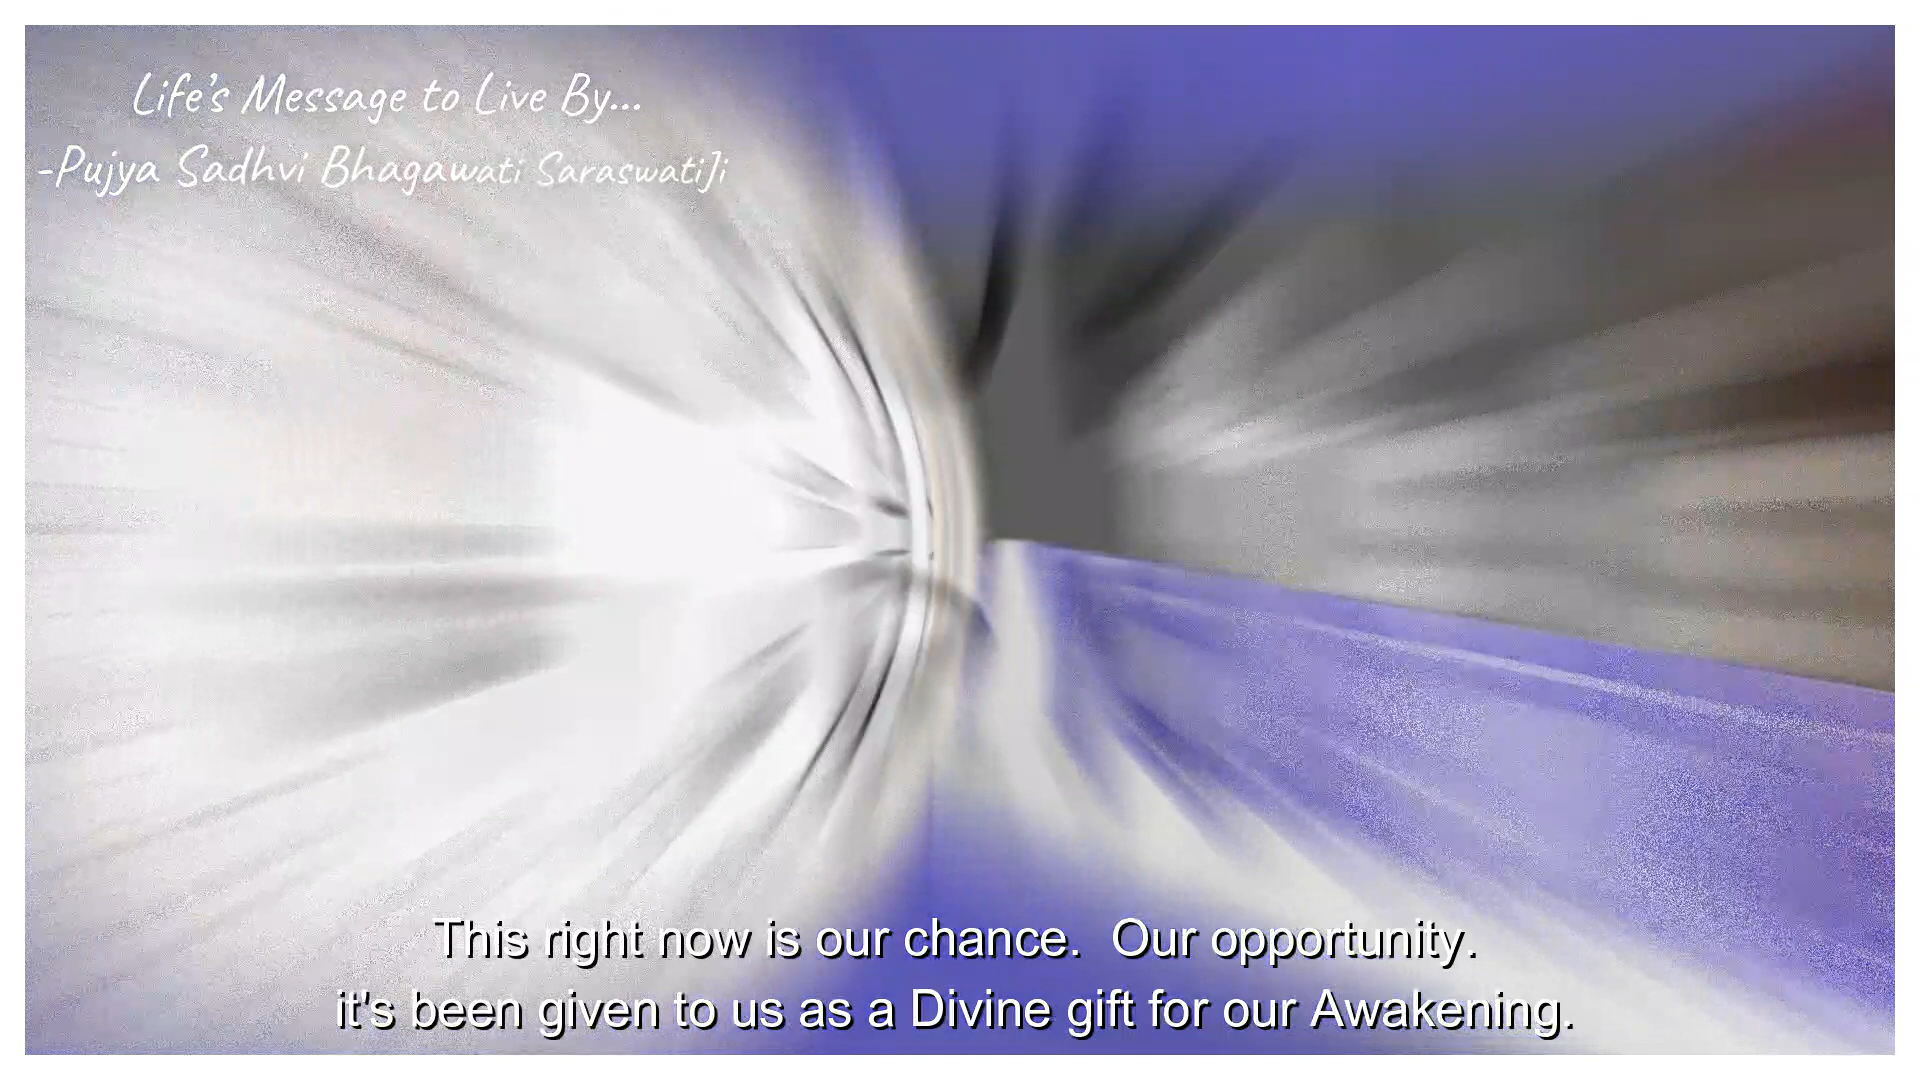 Life's Message to Live By...
-Pujya Sadhvi Bhagawati SaraswatiJi
This right now is our chance.  Our opportunity.
it's been given to us as a Divine gift for our Awakening.